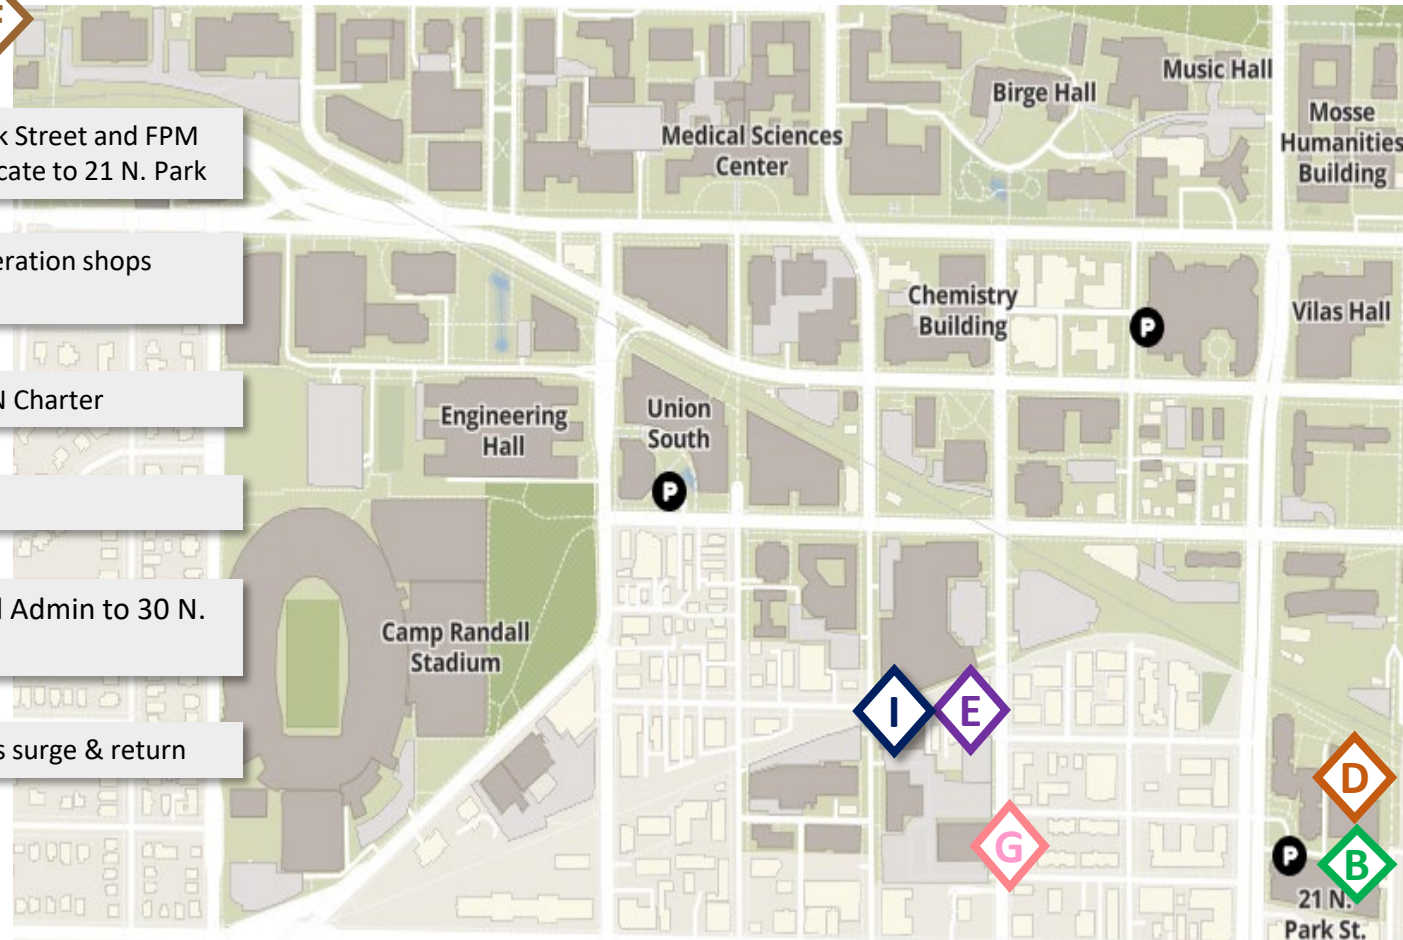 k Street and FPM
cate to 21 N. Park
eration shops
N Charter
Admin to 30 N.
s surge & return
Medical Sciences
Center
Birge Hall
Music Hall
Mosse
Humanities
Building
Chemistry
Building
Vilas Hall
P
Engineering
Hall
Union
South
P
Camp Randall
Stadium
I
E
G
D
B
P
21 N.
Park St.